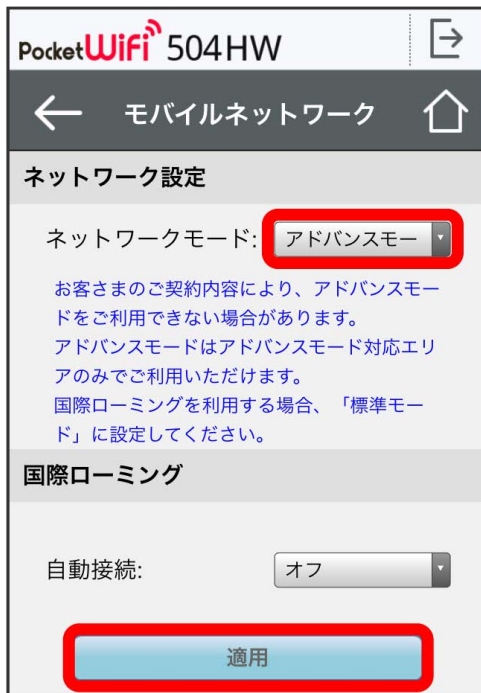 PocketWiFi 504HW
モバイルネットワーク
ネットワーク設定
ネットワークモード: アドバンスモー
お客さまのご契約内容により、アドバンスモー
ドをご利用できない場合があります。
アドバンスモードはアドバンスモード対応エリ
アのみでご利用いただけます。
国際ローミングを利用する場合、「標準モー
ド」に設定してください。
国際ローミング
自動接続: オフ
適用